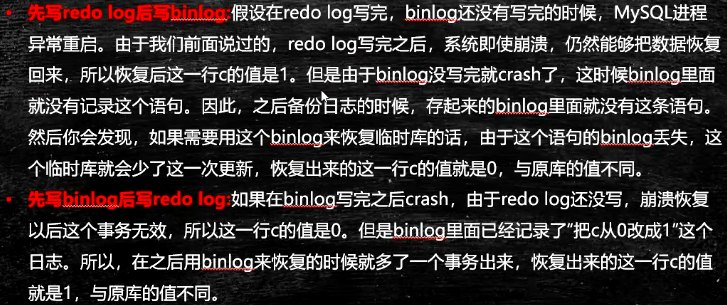 • 先写redo log后写binlog:假设在redo log写完，binlog还没有写完的时候，MySQL进程
异常重启。由于我们前面说过的，redo log写完之后，系统即使崩溃，仍然能够把数据恢复
回来，所以恢复后这一行c的值是1。但是由于binlog没写完就crash了，这时候binlog里面
就没有记录这个语句。因此，之后备份日志的时候，存起来的binlog里面就没有这条语句。
然后你会发现，如果需要用这个binlog来恢复临时库的话，由于这个语句的binlog丢失，这
个临时库就会少了这一次更新，恢复出来的这一行c的值就是0，与原库的值不同。
• 先写binlog后写redo log:如果在binlog写完之后crash，由于redo log还没写，崩溃恢复
以后这个事务无效，所以这一行c的值是0。但是binlog里面已经记录了"把c从0改成1"这个
日志。所以，在之后用binlog来恢复的时候就多了一个事务出来，恢复出来的这一行c的值
就是1，与原库的值不同。